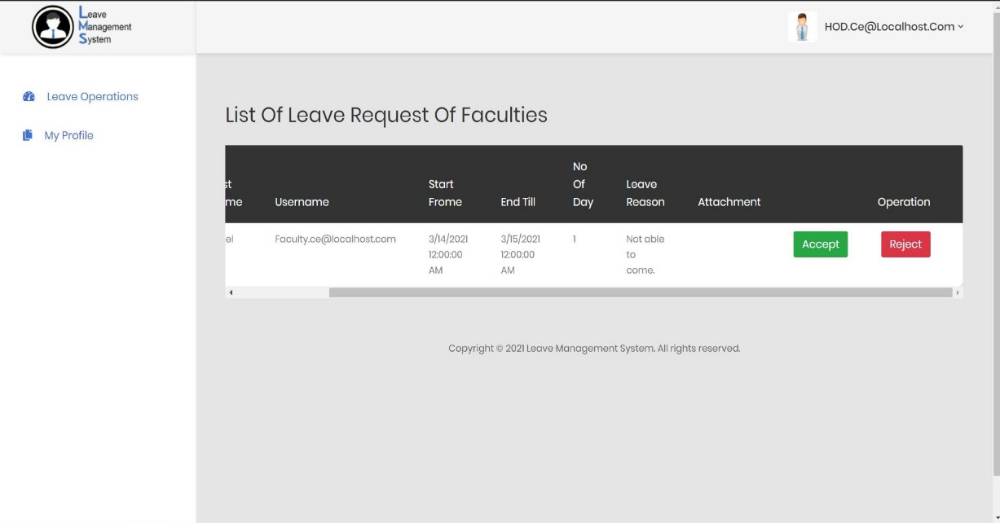 Leave
Management
System
HOD.Ce@Localhost.Com
Leave Operations
My Profile
List Of Leave Request Of Faculties
No
st Start Of Leave
me Username Frome End Till Day Reason Attachment Operation
el Faculty.ce@localhost.com 3/14/2021 3/15/2021 1 Not able Accept Reject
12:00:00 12:00:00 to
AM AM come.
Copyright © 2021 Leave Management System. All rights reserved.